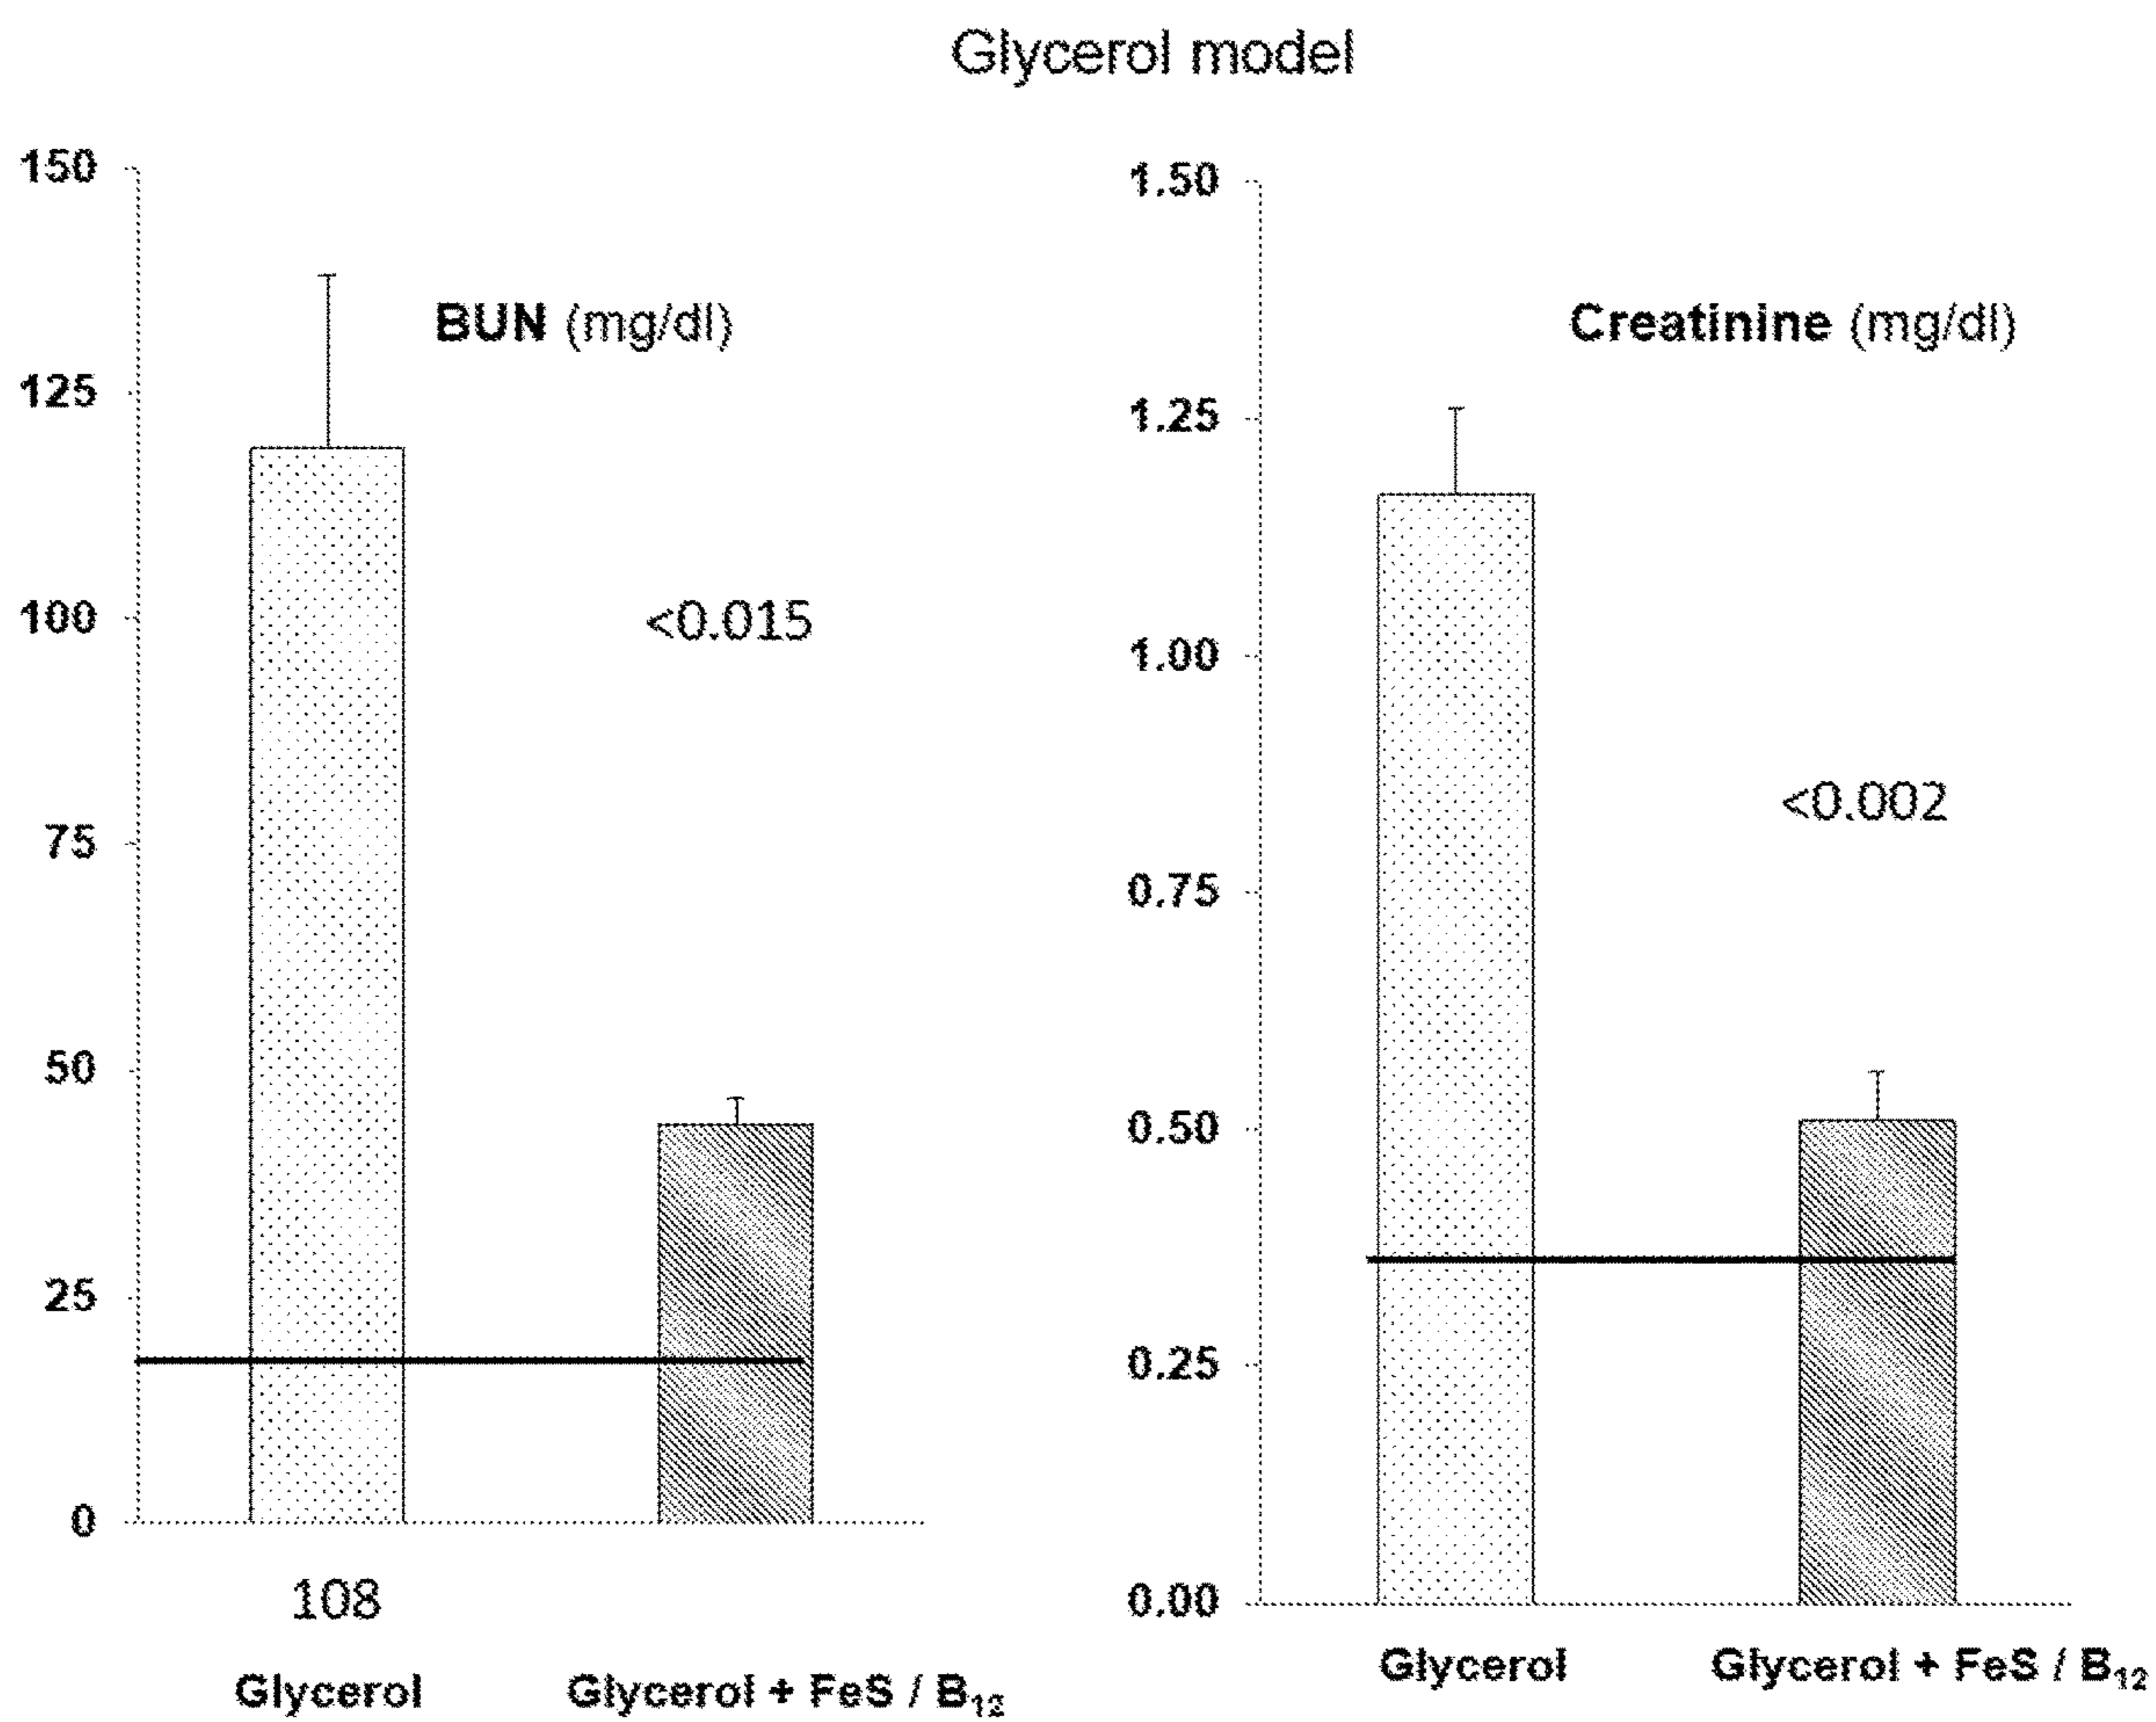 Glycerol model
150
125
100
75
50
25
0
BUN (mg/dl)
<0.015
108
Glycerol
Glycerol + FeS / B₁₂
1.50
1.25
1.00
0.75
0.50
0.25
0.00
Creatinine (mg/dl)
<0.002
Glycerol
Glycerol + FeS / B₁₂